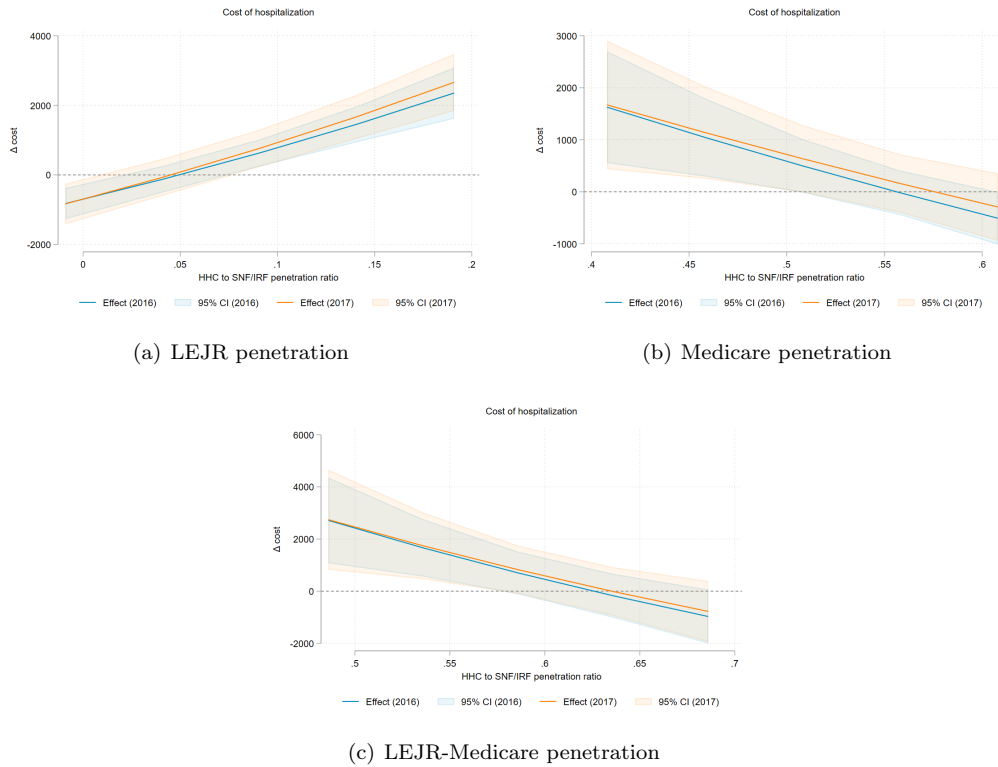 Cost of hospitalization
Cost of hospitalization
4000
2000
0
-2000
Δ cost
0
.05
.1
.15
.2
HHC to SNF/IRF penetration ratio
Effect (2016) 95% CI (2016) Effect (2017) 95% CI (2017)
(a) LEJR penetration
3000
2000
1000
0
-1000
Δ cost
.4
.45
.5
.55
.6
HHC to SNF/IRF penetration ratio
Effect (2016) 95% CI (2016) Effect (2017) 95% CI (2017)
(b) Medicare penetration
Cost of hospitalization
6000
4000
2000
0
-2000
Δ cost
.5
.55
.6
.65
.7
HHC to SNF/IRF penetration ratio
Effect (2016) 95% CI (2016) Effect (2017) 95% CI (2017)
(c) LEJR-Medicare penetration